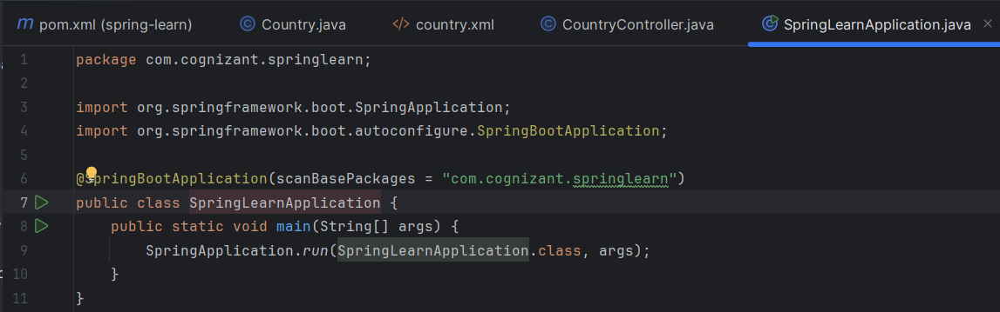 pom.xml (spring-learn) Country.java country.xml CountryController.java SpringLearnApplication.java
1 package com.cognizant.springlearn;
2
3 import org.springframework.boot.SpringApplication;
4 import org.springframework.boot.autoconfigure.SpringBootApplication;
5
6 @SpringBootApplication(scanBasePackages = "com.cognizant.springlearn")
7 public class SpringLearnApplication {
8 public static void main(String[] args) {
9 SpringApplication.run(SpringLearnApplication.class, args);
10 }
11 }